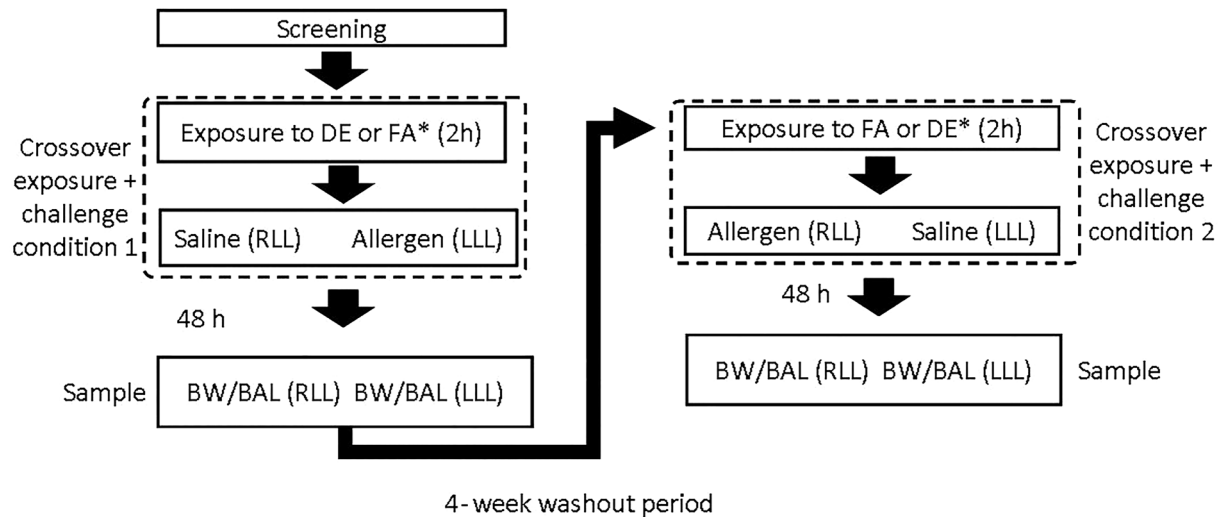 Screening
Crossover
exposure +
challenge
condition 1
Exposure to DE or FA* (2h)
Saline (RLL) Allergen (LLL)
48 h
Sample
BW/BAL (RLL) BW/BAL (LLL)
4-week washout period
Exposure to FA or DE* (2h)
Allergen (RLL) Saline (LLL)
Crossover
exposure +
challenge
condition 2
48 h
BW/BAL (RLL) BW/BAL (LLL)
Sample